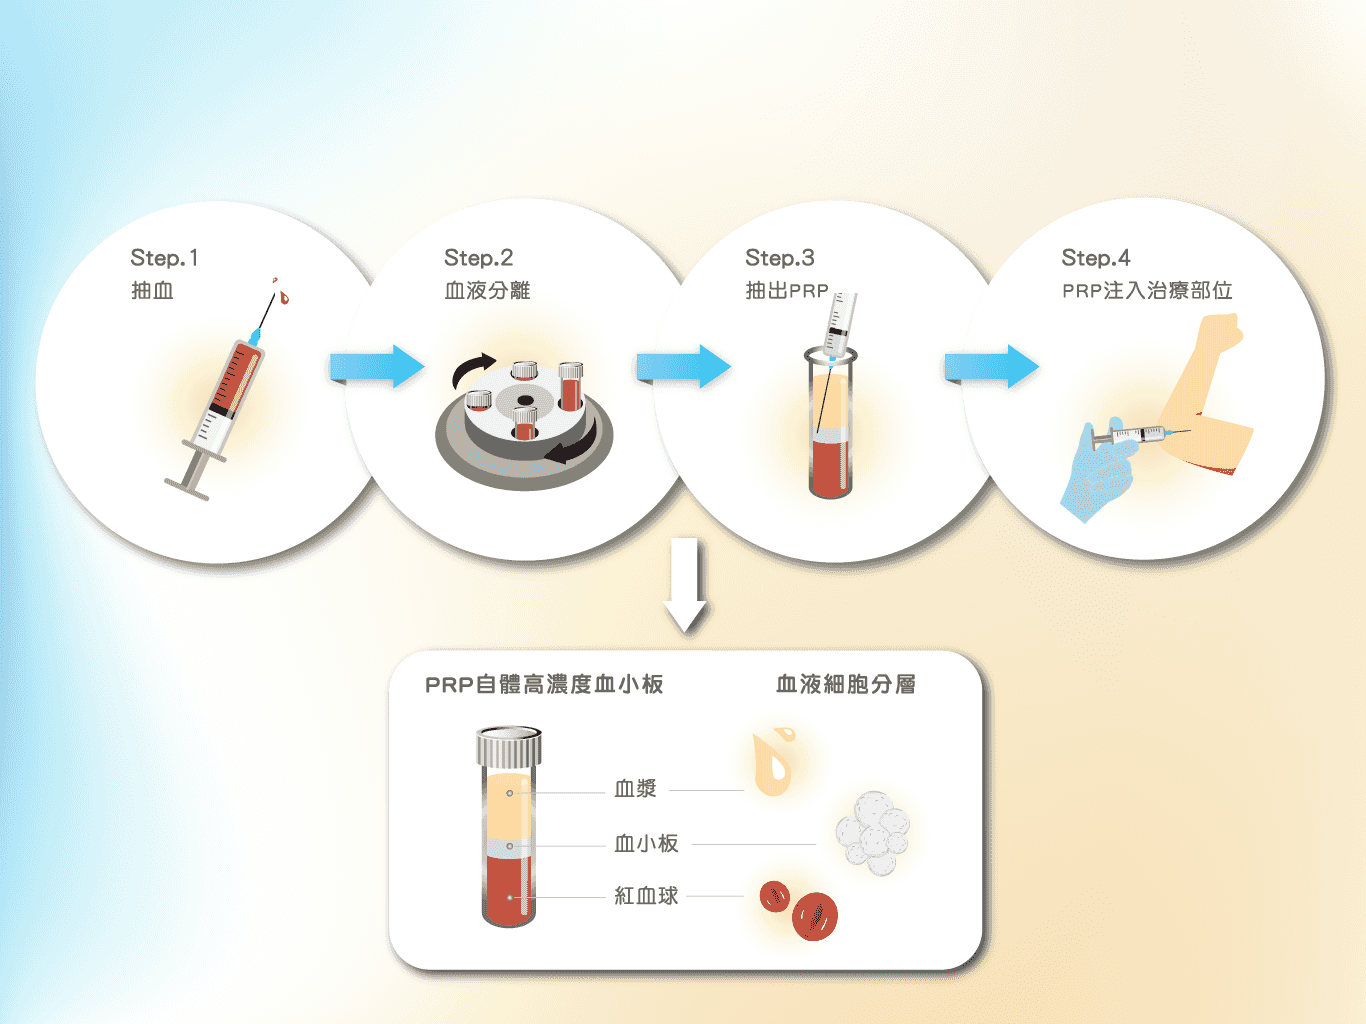 Step.1
抽血
Step.2
血液分離
Step.3
抽出PRP
Step.4
PRP注入治療部位
PRP自體高濃度血小板
血液細胞分層
血漿
血小板
紅血球